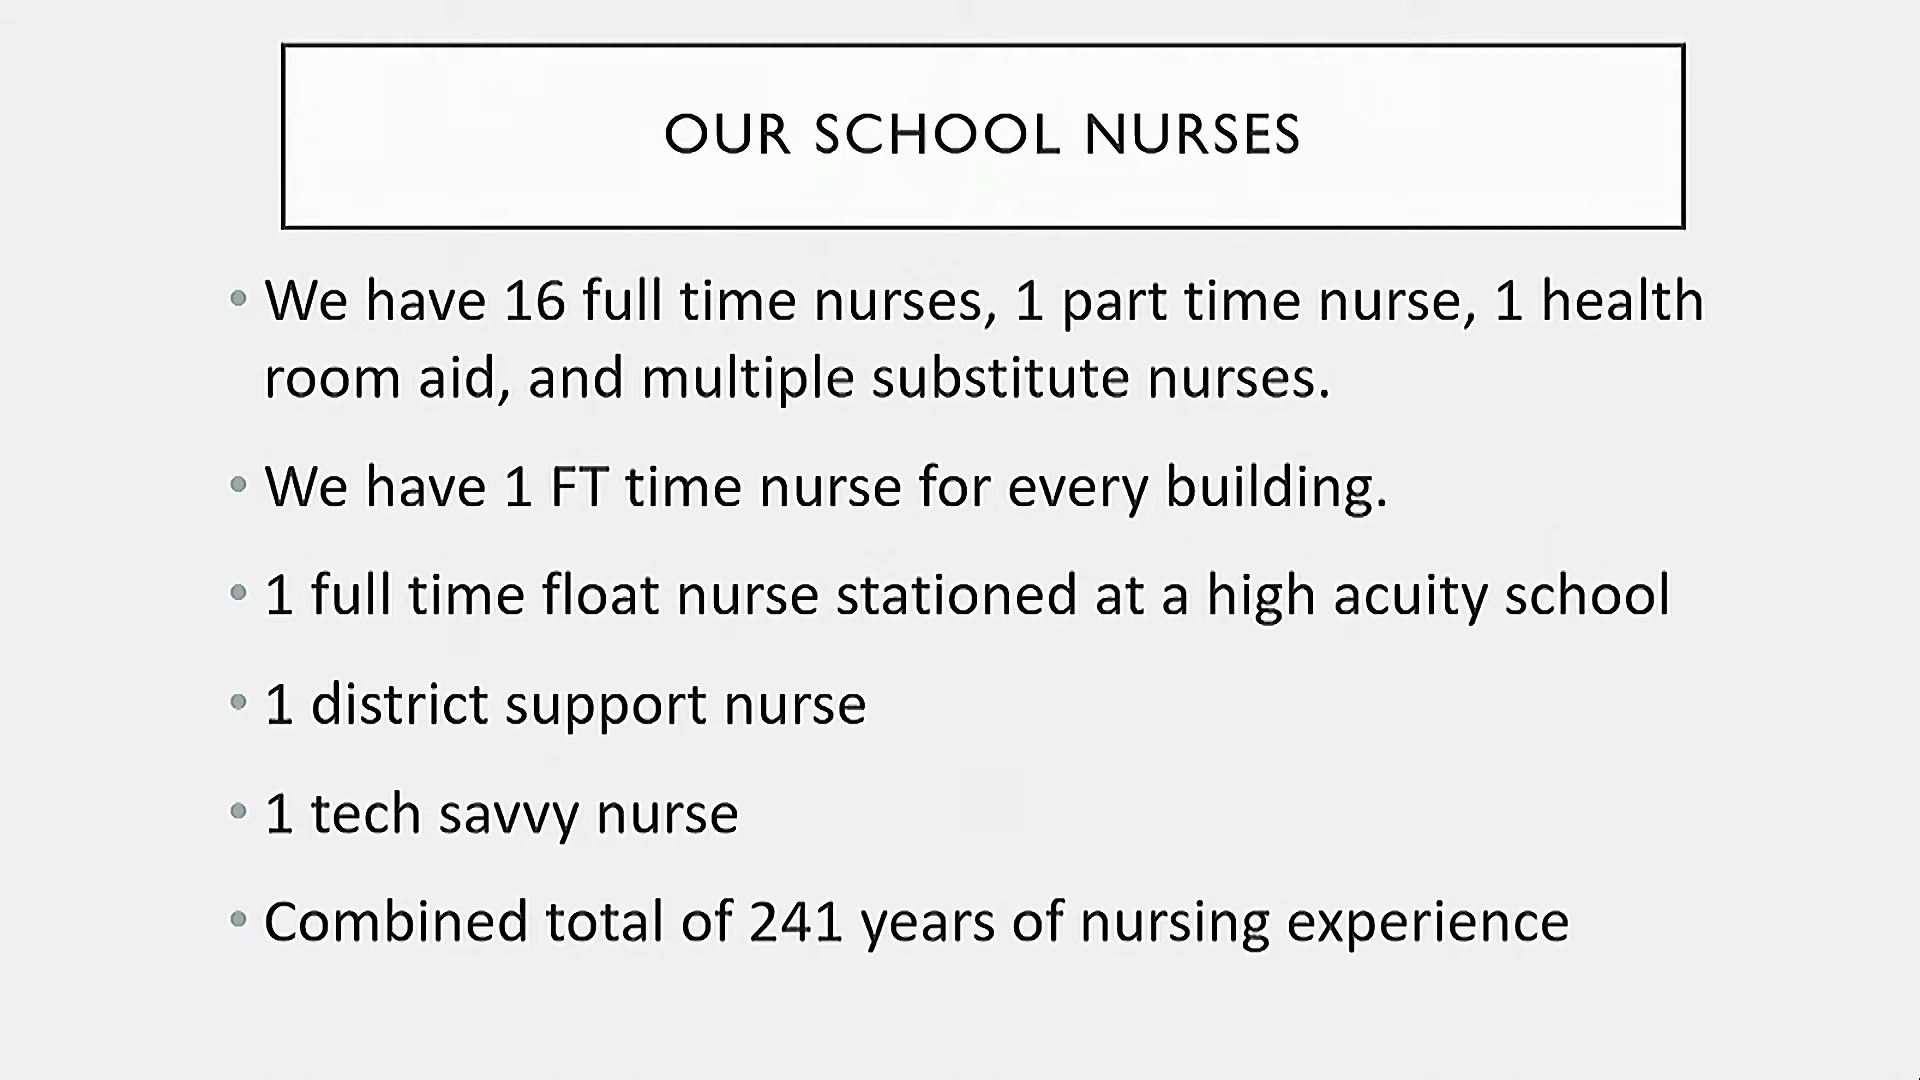 OUR SCHOOL NURSES
• We have 16 full time nurses, 1 part time nurse, 1 health
room aid, and multiple substitute nurses.
• We have 1 FT time nurse for every building.
• 1 full time float nurse stationed at a high acuity school
• 1 district support nurse
• 1 tech savvy nurse
• Combined total of 241 years of nursing experience